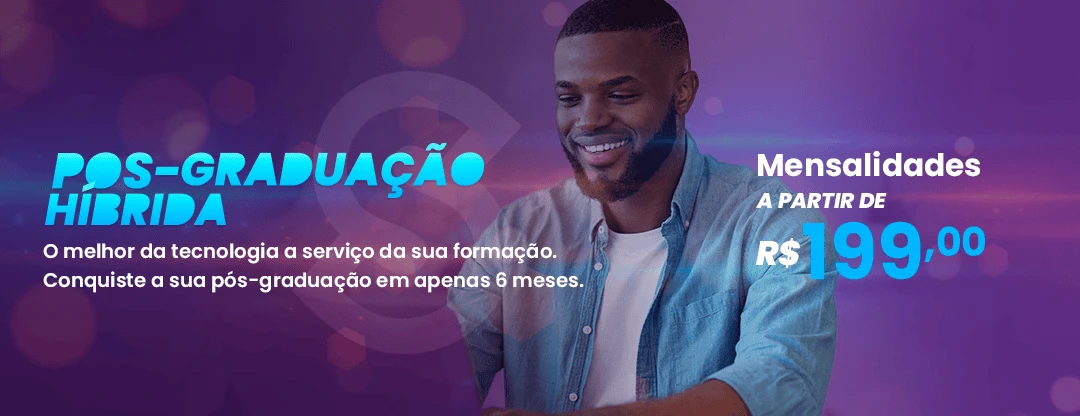 PÓS-GRADUAÇÃO
HÍBRIDA
O melhor da tecnologia a serviço da sua formação.
Conquiste a sua pós-graduação em apenas 6 meses.
Mensalidades
A PARTIR DE
R$199,00